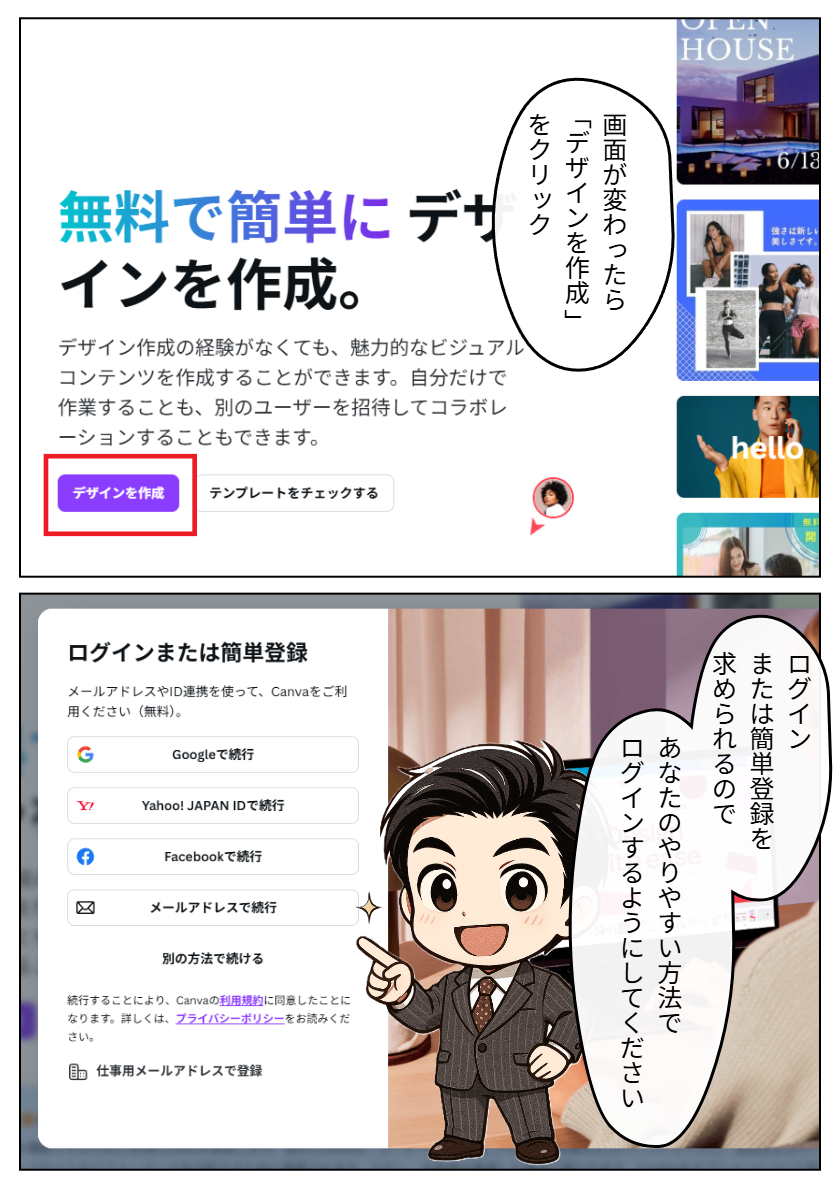 無料で簡単に デザ
インを作成。
デザイン作成の経験がなくても、魅力的なビジュアル
コンテンツを作成することができます。自分だけで
作業することも、別のユーザーを招待してコラボレ
ーションすることもできます。
デザインを作成
テンプレートをチェックする
画面が変わったら
「デザインを作成」
をクリック
OPEN
HOUSE
6/13
強さは新しい
美しさです。
hello
無料
開
ログインまたは簡単登録
メールアドレスやID連携を使って、Canvaをご利
用ください（無料）。
Googleで続行
Y! Yahoo! JAPAN IDで続行
Facebookで続行
メールアドレスで続行
別の方法で続ける
続行することにより、Canvaの利用規約に同意したことに
なります。詳しくは、プライバシーポリシーをお読みくだ
さい。
仕事用メールアドレスで登録
ログイン
または簡単登録を
求められるので
あなたのやりやすい方法で
ログインするようにしてください